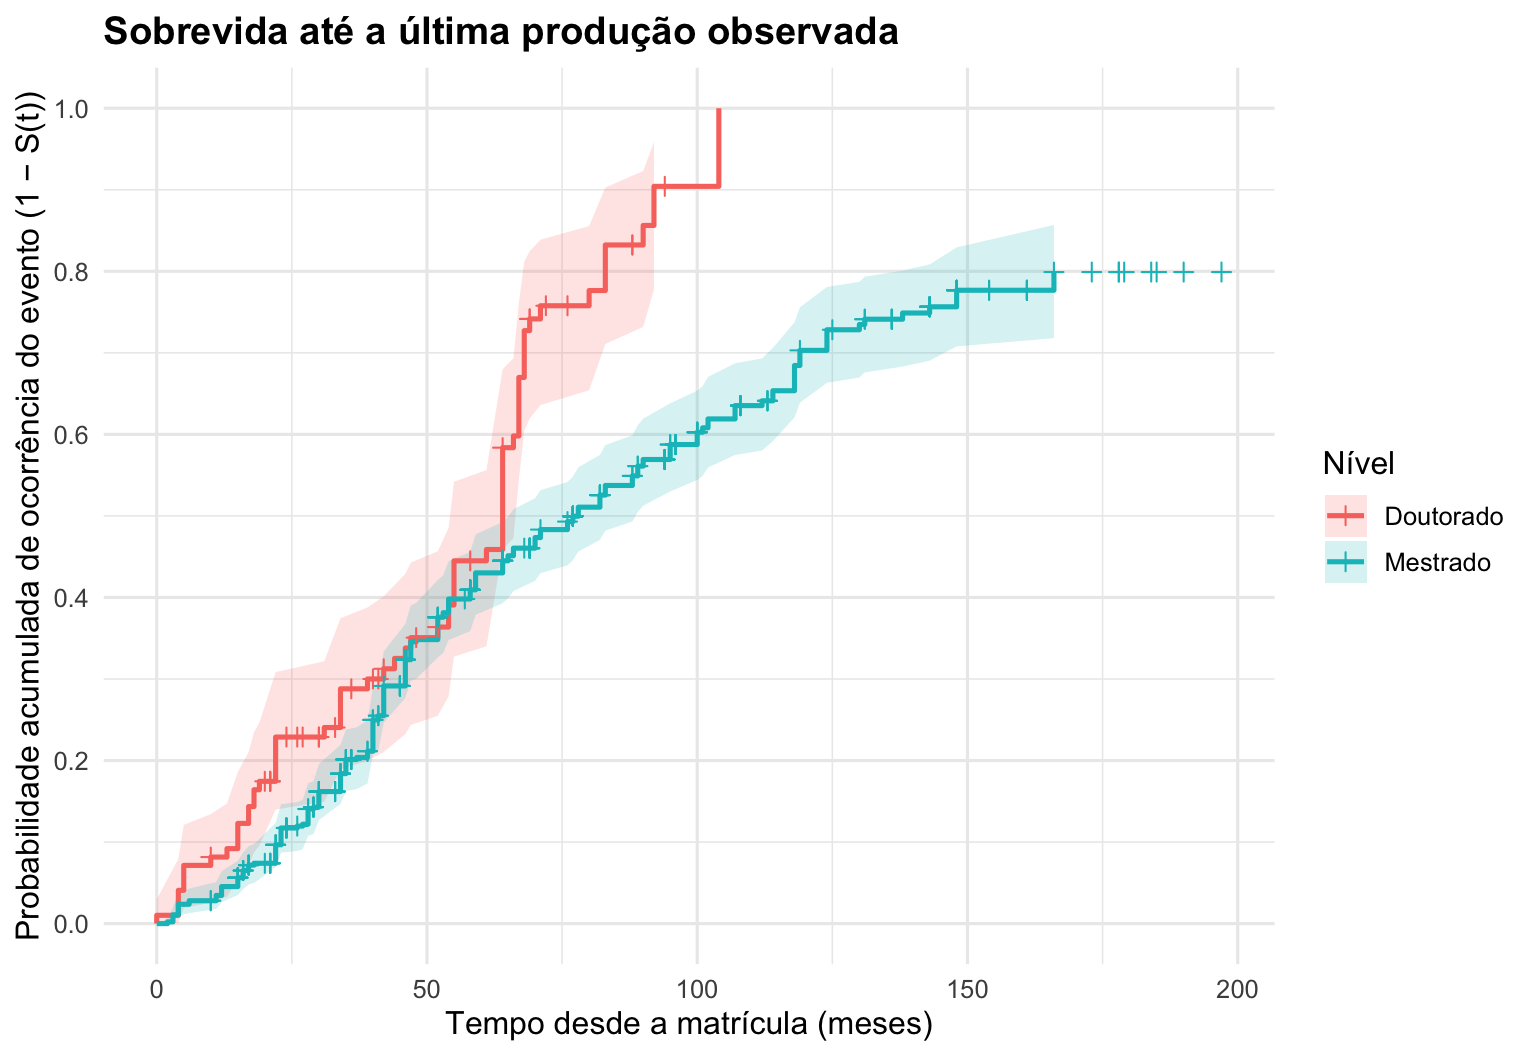 Sobrevida até a última produção observada
Probabilidade acumulada de ocorrência do evento (1 − S(t))
1.0
0.8
0.6
0.4
0.2
0.0
0
50
100
150
200
Tempo desde a matrícula (meses)
Nível
Doutorado
Mestrado